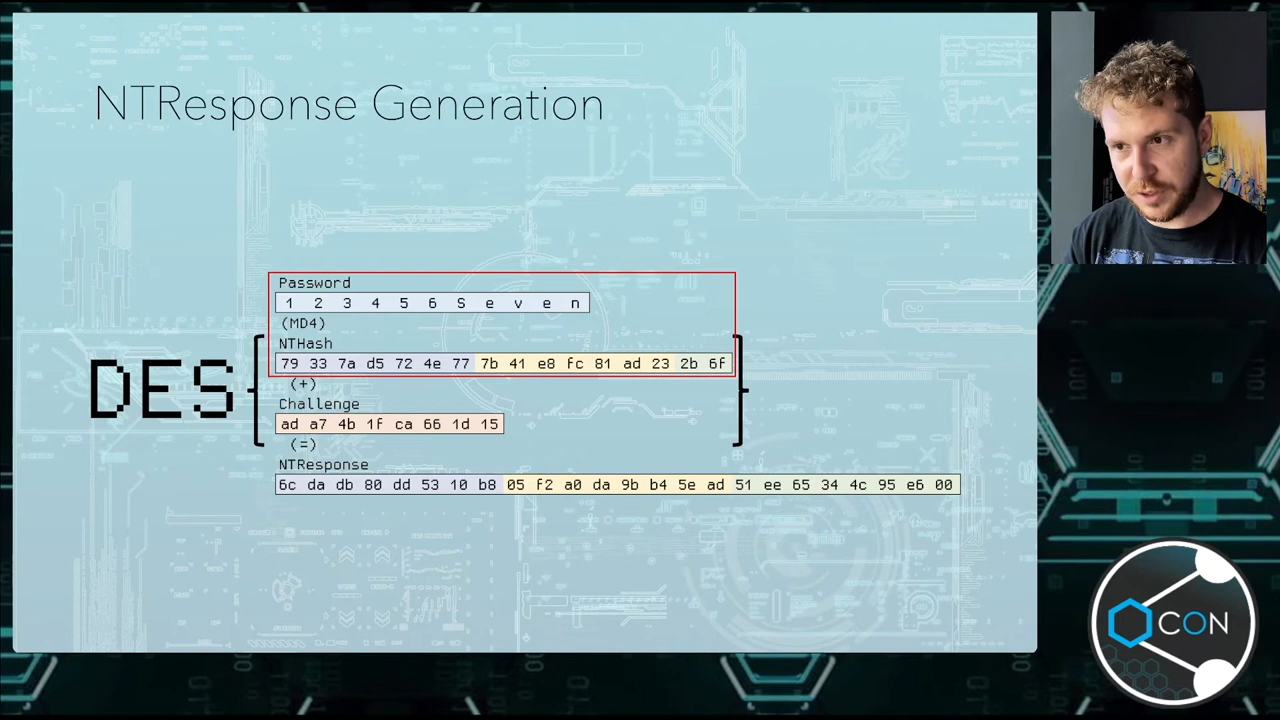 NTResponse Generation
Password
1 2 3 4 5 6 S e v e n
(MD4)
NTHash
79 33 7a d5 72 4e 77 7b 41 e8 fc 81 ad 23 2b 6f
(+)
DES
Challenge
ad a7 4b 1f ca 66 1d 15
(=)
NTResponse
6c da db 80 dd 53 10 b8 05 f2 a0 da 9b b4 5e ad 51 ee 65 34 4c 95 e6 00
CON